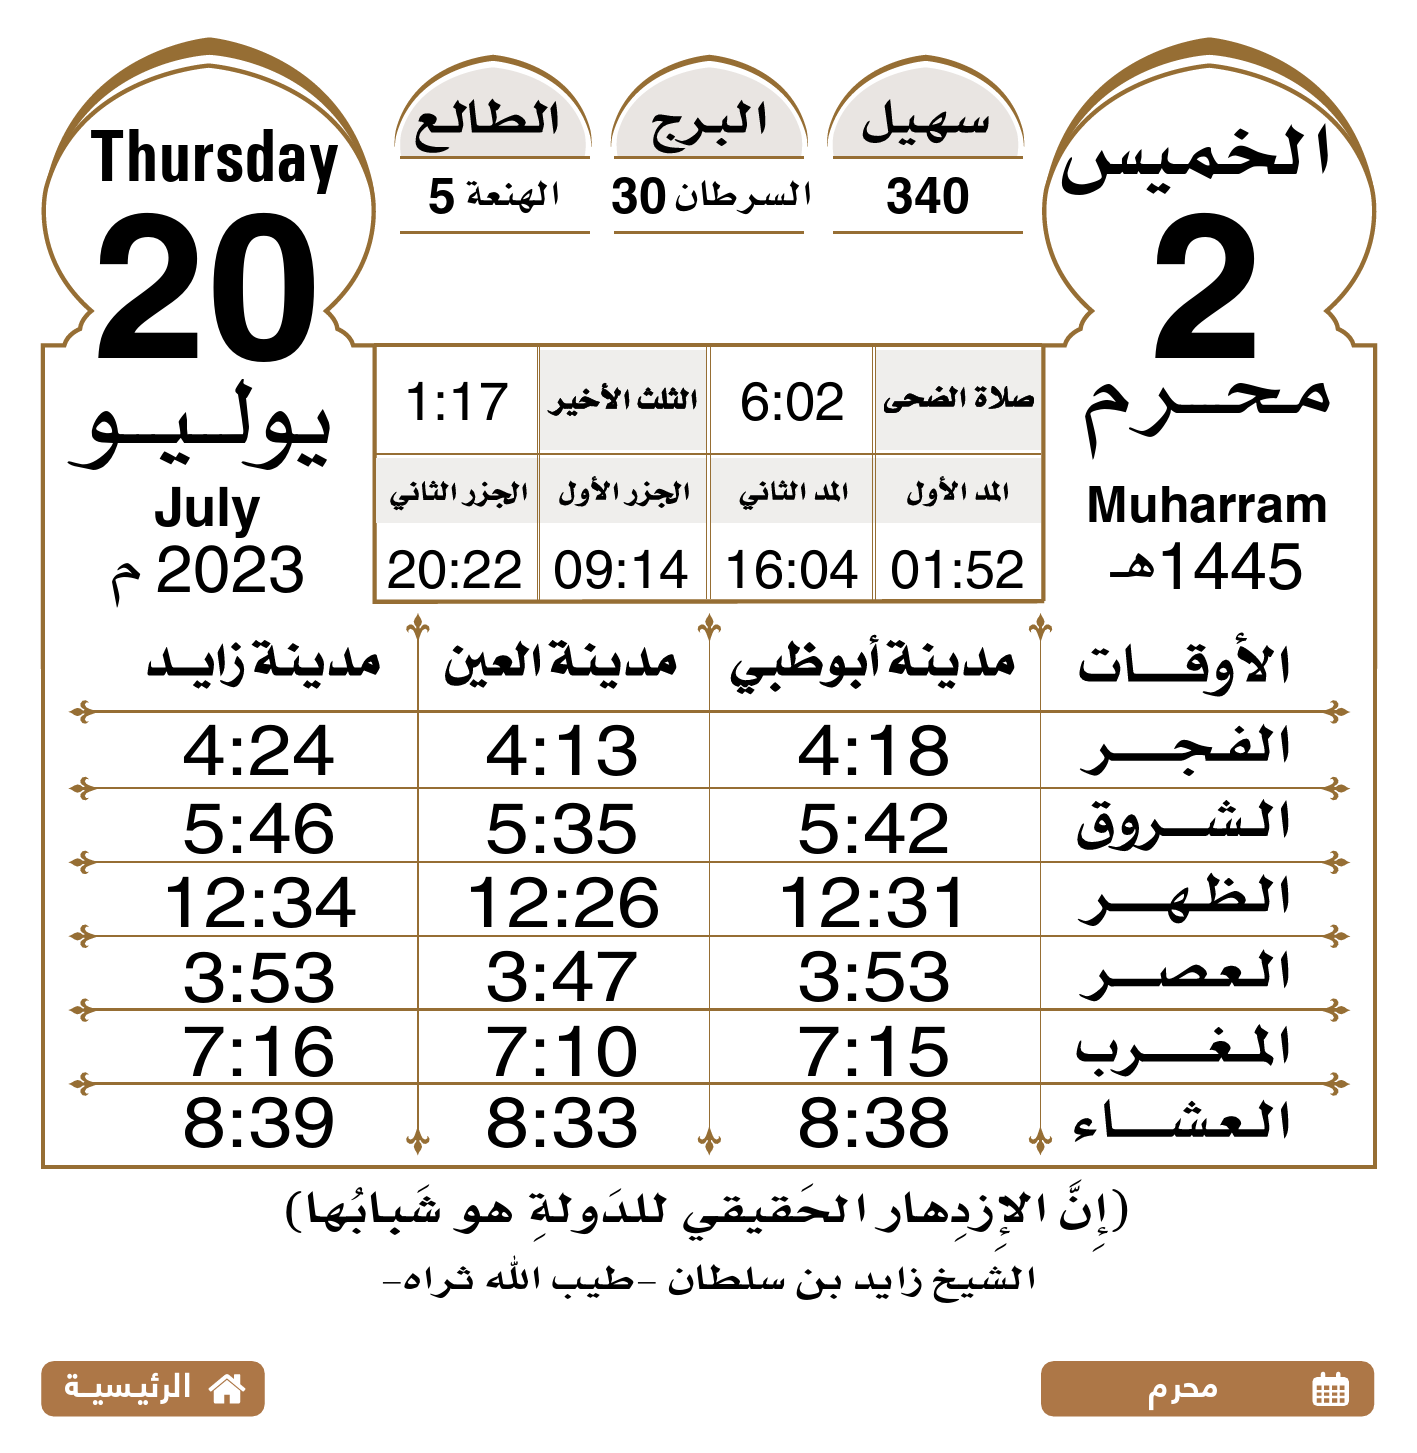 الخميس
2
محرم
Muharram
1445هـ
سهيل
340
البرج
السرطان 30
الطالع
الهنعة 5
Thursday
20
يوليو
July
2023 م
صلاة الضحى 6:02 الثلث الأخير 1:17
المد الأول المد الثاني الجزر الأول الجزر الثاني
01:52 16:04 09:14 20:22
الأوقات مدينة أبوظبي مدينة العين مدينة زايد
الفجر 4:18 4:13 4:24
الشروق 5:42 5:35 5:46
الظهر 12:31 12:26 12:34
العصر 3:53 3:47 3:53
المغرب 7:15 7:10 7:16
العشاء 8:38 8:33 8:39
(إِنَّ الإِزدِهار الحَقيقي للدَولةِ هو شَبابُها)
الشيخ زايد بن سلطان –طيب الله ثراه–
محرم
الرئيسية